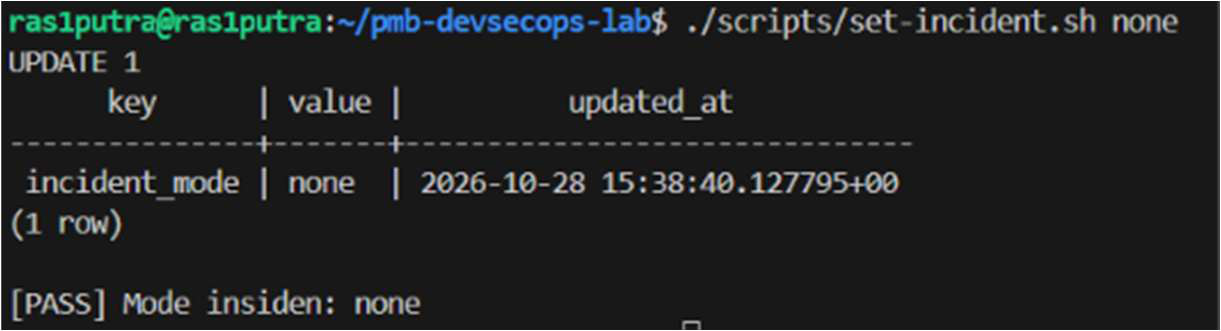 ras1putra@ras1putra:~/pmb-devsecops-lab$ ./scripts/set-incident.sh none
UPDATE 1
      key      | value |          updated_at
---------------+-------+-------------------------------
 incident_mode | none  | 2026-10-28 15:38:40.127795+00
(1 row)

[PASS] Mode insiden: none